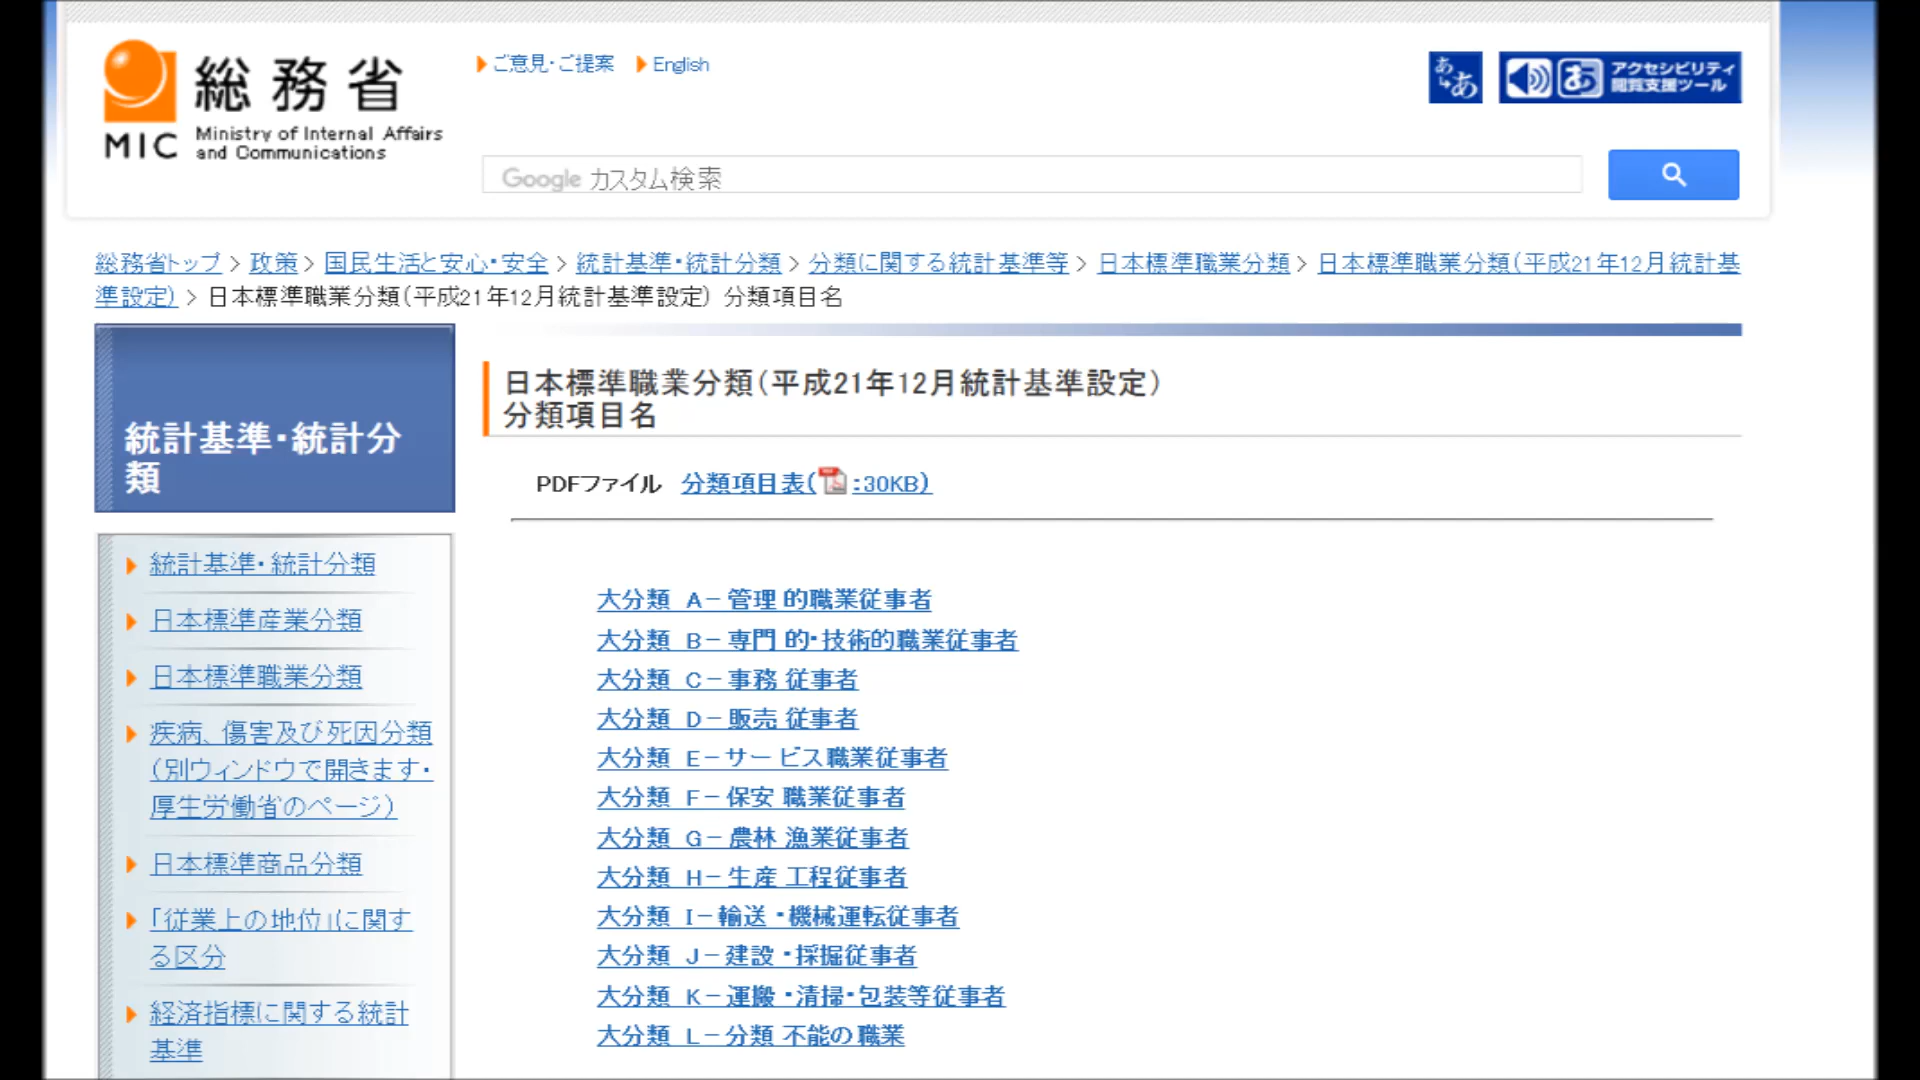 総務省
MIC Ministry of Internal Affairs
and Communications
ご意見・ご提案 English
あ→あ
あ アクセシビリティ
閲覧支援ツール
Google カスタム検索
総務省トップ > 政策 > 国民生活と安心・安全 > 統計基準・統計分類 > 分類に関する統計基準等 > 日本標準職業分類 > 日本標準職業分類(平成21年12月統計基
準設定) > 日本標準職業分類(平成21年12月統計基準設定) 分類項目名
統計基準・統計分
類
統計基準・統計分類
日本標準産業分類
日本標準職業分類
疾病、傷害及び死因分類
(別ウィンドウで開きます・
厚生労働省のページ)
日本標準商品分類
「従業上の地位」に関す
る区分
経済指標に関する統計
基準
日本標準職業分類(平成21年12月統計基準設定)
分類項目名
PDFファイル 分類項目表(:30KB)
大分類 A－管理 的職業従事者
大分類 B－専門 的・技術的職業従事者
大分類 C－事務 従事者
大分類 D－販売 従事者
大分類 E－サー ビス職業従事者
大分類 F－保安 職業従事者
大分類 G－農林 漁業従事者
大分類 H－生産 工程従事者
大分類 I－輸送 ・機械運転従事者
大分類 J－建設 ・採掘従事者
大分類 K－運搬 ・清掃・包装等従事者
大分類 L－分類 不能の職業